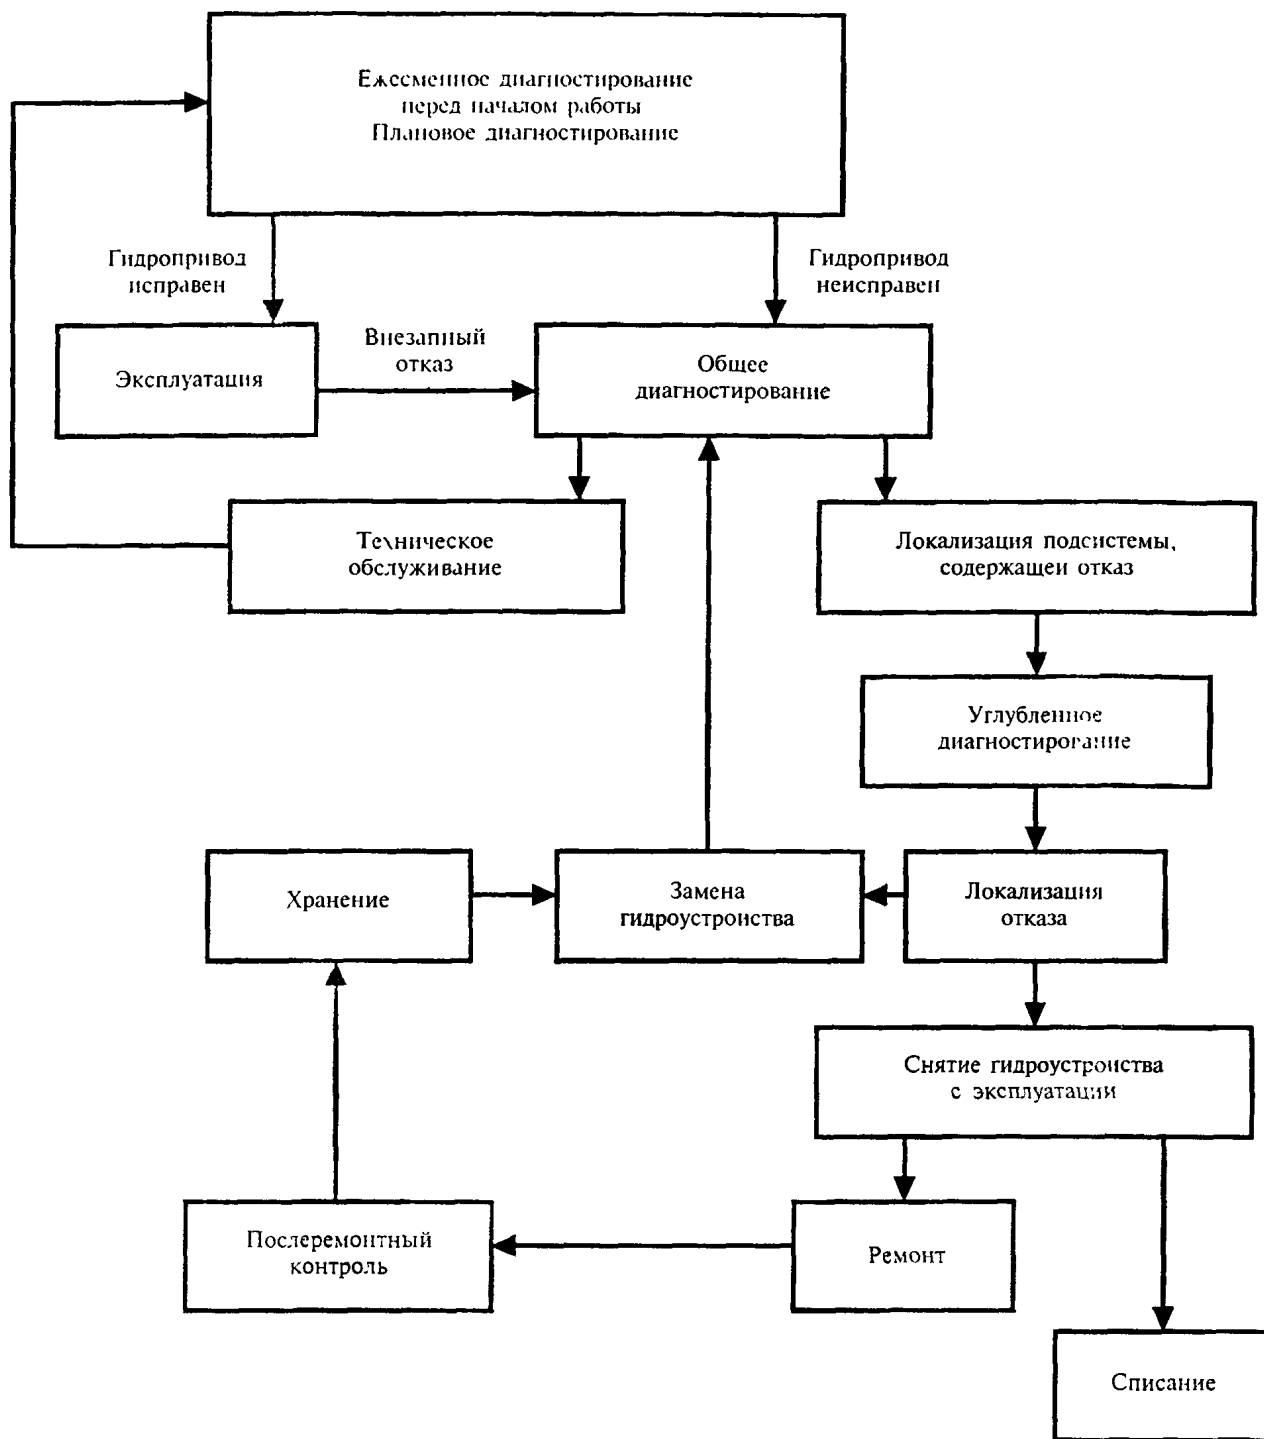 Ежесменное диагностирование
перед началом работы
Плановое диагностирование
Гидропривод
исправен
Гидропривод
неисправен
Эксплуатация
Внезапный
отказ
Общее
диагностирование
Техническое
обслуживание
Локализация подсистемы,
содержащей отказ
Углубленное
диагностирование
Хранение
Замена
гидроустройства
Локализация
отказа
Снятие гидроустройства
с эксплуатации
Послеремонтный
контроль
Ремонт
Списание